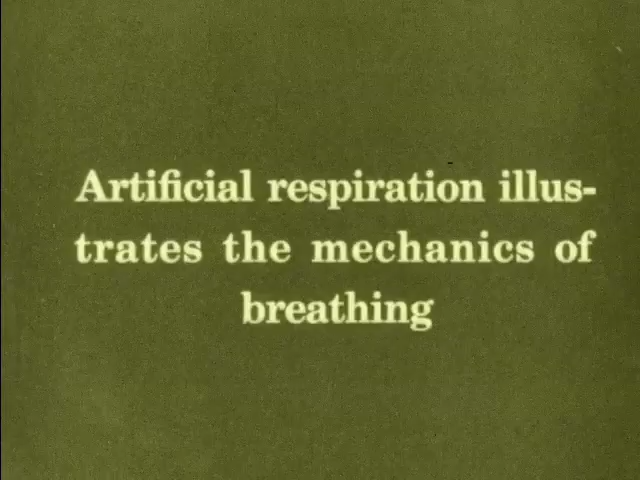 Artificial respiration illus-
trates the mechanics of
breathing